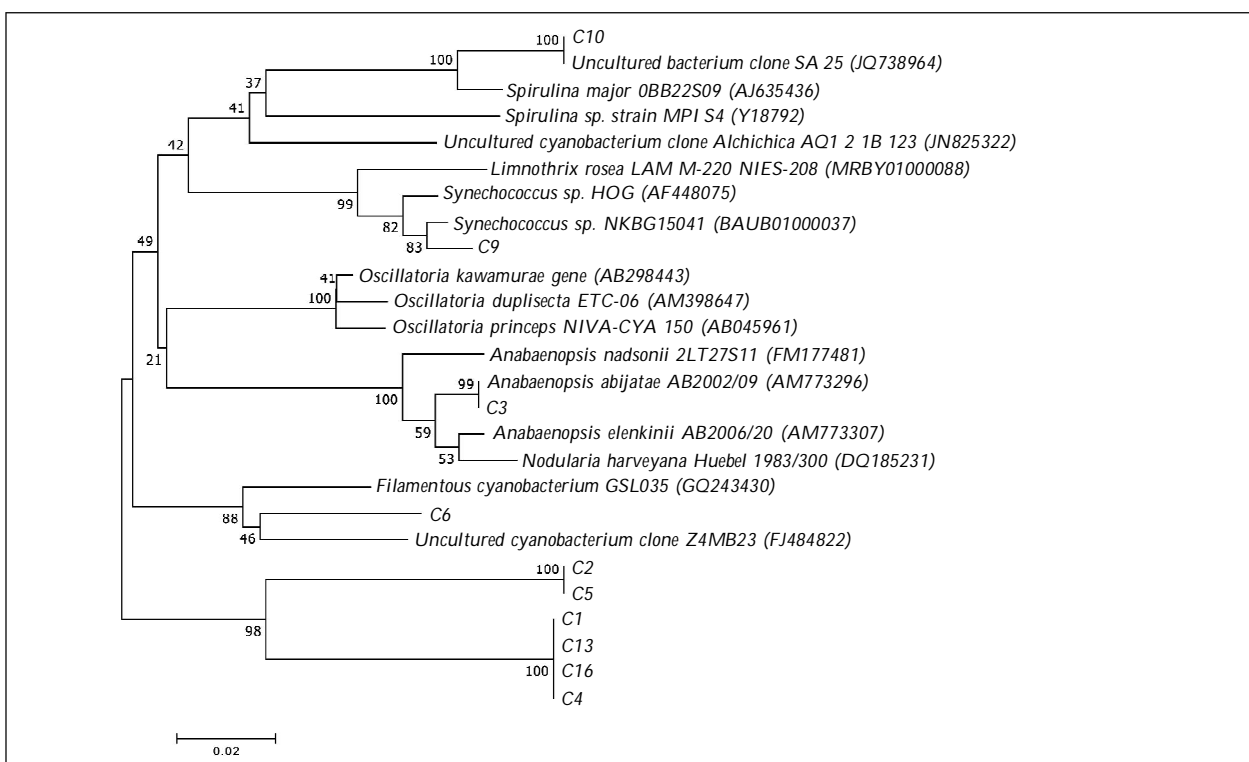 C10
100
Uncultured bacterium clone SA 25 (JQ738964)
100
Spirulina major 0BB22S09 (AJ635436)
37
Spirulina sp. strain MPI S4 (Y18792)
41
Uncultured cyanobacterium clone Alchichica AQ1 2 1B 123 (JN825322)
42
Limnothrix rosea LAM M-220 NIES-208 (MRBY01000088)
99
Synechococcus sp. HOG (AF448075)
82
Synechococcus sp. NKBG15041 (BAUB01000037)
83
C9
49
41
Oscillatoria kawamurae gene (AB298443)
100
Oscillatoria duplisecta ETC-06 (AM398647)
Oscillatoria princeps NIVA-CYA 150 (AB045961)
21
Anabaenopsis nadsonii 2LT27S11 (FM177481)
100
99
Anabaenopsis abijatae AB2002/09 (AM773296)
C3
59
Anabaenopsis elenkinii AB2006/20 (AM773307)
53
Nodularia harveyana Huebel 1983/300 (DQ185231)
Filamentous cyanobacterium GSL035 (GQ243430)
88
C6
46
Uncultured cyanobacterium clone Z4MB23 (FJ484822)
100
C2
C5
98
C1
C13
100
C16
C4
0.02